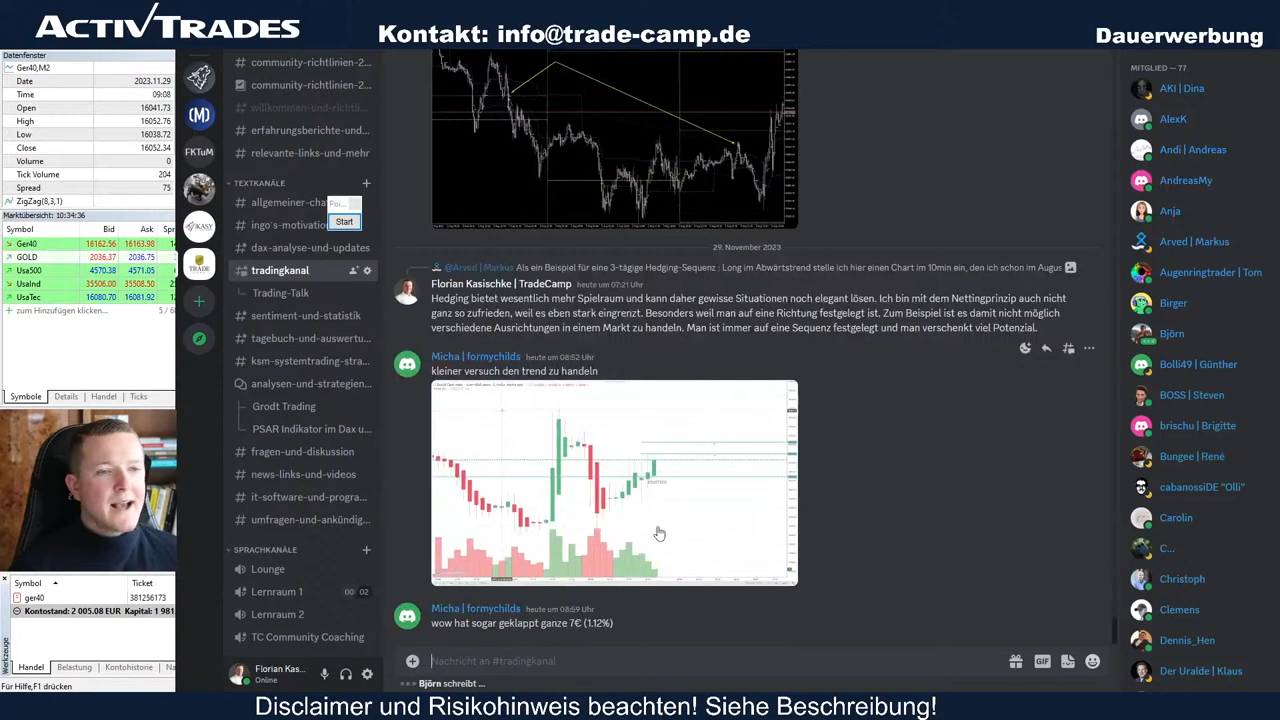 ACTIVTRADES
Kontakt: info@trade-camp.de
Dauerwerbung
Datenfenster
Ger40,M2
Date 2023.11.29
Time 09:08
Open 16041.73
High 16052.76
Low 16038.72
Close 16052.34
Volume 0
Tick Volume 204
Spread 75
ZigZag(8,3,1)
Marktübersicht: 10:34:36
Symbol Bid Ask
Ger40 16162.56 16163.98
GOLD 2036.37 2036.75
Usa500 4570.38 4571.05
UsaInd 35506.00 35508.50
UsaTec 16080.70 16081.92
zum Hinzufügen klicken...
Symbole Details Handel Ticks
Symbol Ticket
ger40 381256173
Kontostand: 2 005.08 EUR Kapital: 1 981
Handel Belastung Kontohistorie Na
Werkzeuge
Für Hilfe,F1 drücken
FKTuM
KASY
TRADE
community-richtlinien-2...
community-richtlinien-2...
willkommen-und-richtli...
erfahrungsberichte-und...
relevante-links-und-mehr
TEXTKANÄLE
allgemeiner-cha
Poi...
Start
ingo's-motivatio
dax-analyse-und-updates
tradingkanal
Trading-Talk
sentiment-und-statistik
tagebuch-und-auswertu...
ksm-systemtrading-stra...
analysen-und-strategien...
Grodt Trading
PSAR Indikator im Dax u...
fragen-und-diskussion
news-links-und-videos
it-software-und-progra...
umfragen-und-ankündig...
SPRACHKANÄLE
Lounge
Lernraum 1 00 02
Lernraum 2
TC Community Coaching
Florian Kas...
Online
29. November 2023
@Arved | Markus Als ein Beispiel für eine 3-tägige Hedging-Sequenz : Long im Abwärtstrend stelle ich hier einen Chart im 10min ein, den ich schon im Augus
Florian Kasischke | TradeCamp heute um 07:21 Uhr
Hedging bietet wesentlich mehr Spielraum und kann daher gewisse Situationen noch elegant lösen. Ich bin mit dem Nettingprinzip auch nicht
ganz so zufrieden, weil es eben stark eingrenzt. Besonders weil man auf eine Richtung festgelegt ist. Zum Beispiel ist es damit nicht möglich
verschiedene Ausrichtungen in einem Markt zu handeln. Man ist immer auf eine Sequenz festgelegt und man verschenkt viel Potenzial.
Micha | formychilds heute um 08:52 Uhr
kleiner versuch den trend zu handeln
Micha | formychilds heute um 08:59 Uhr
wow hat sogar geklappt ganze 7€ (1.12%)
Nachricht an #tradingkanal
GIF
Björn schreibt ...
MITGLIED — 77
AKI | Dina
AlexK
Andi | Andreas
AndreasMy
Anja
Arved | Markus
Augenringtrader | Tom
Birger
Björn
Bolli49 | Günther
BOSS | Steven
brischu | Brigitte
Bungee | René
cabanossiDE "Olli"
Carolin
C...
Christoph
Clemens
Dennis_Hen
Der Uralde | Klaus
Disclaimer und Risikohinweis beachten! Siehe Beschreibung!